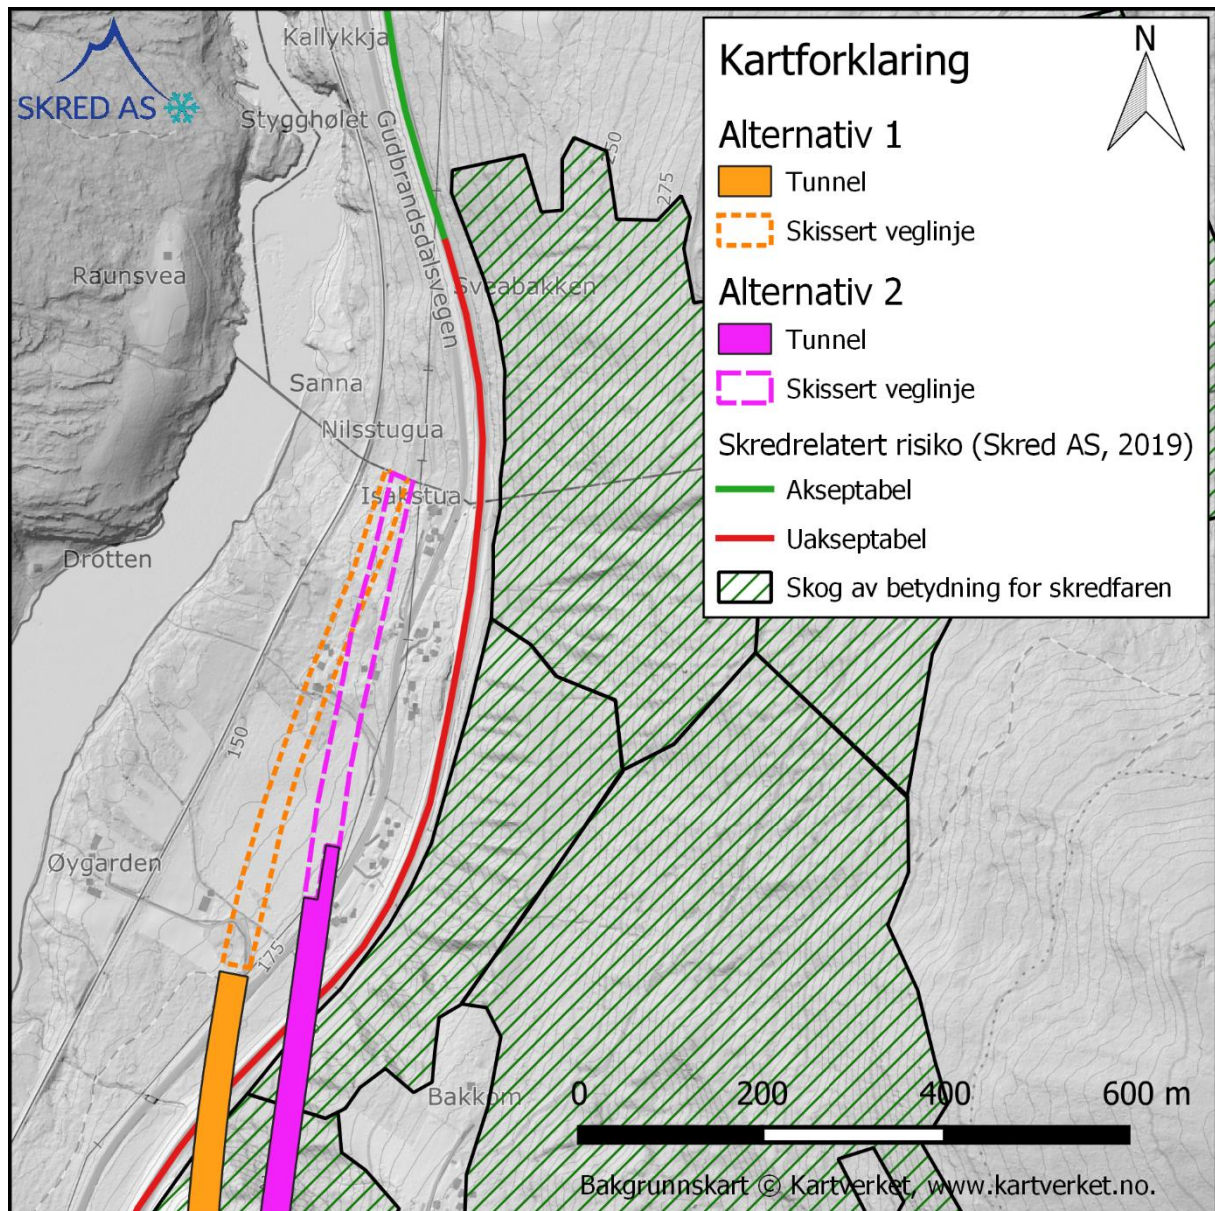 SKRED AS
Kallykkja
Stygghølet
Gudbrandsdalsvegen
250
275
Raunsvea
Sveabakken
Sanna
Nilsstugua
Isakstua
Drotten
150
Øygarden
175
Bakkom
Kartforklaring
N
Alternativ 1
Tunnel
Skissert veglinje
Alternativ 2
Tunnel
Skissert veglinje
Skredrelatert risiko (Skred AS, 2019)
Akseptabel
Uakseptabel
Skog av betydning for skredfaren
0 200 400 600 m
Bakgrunnskart © Kartverket, www.kartverket.no.